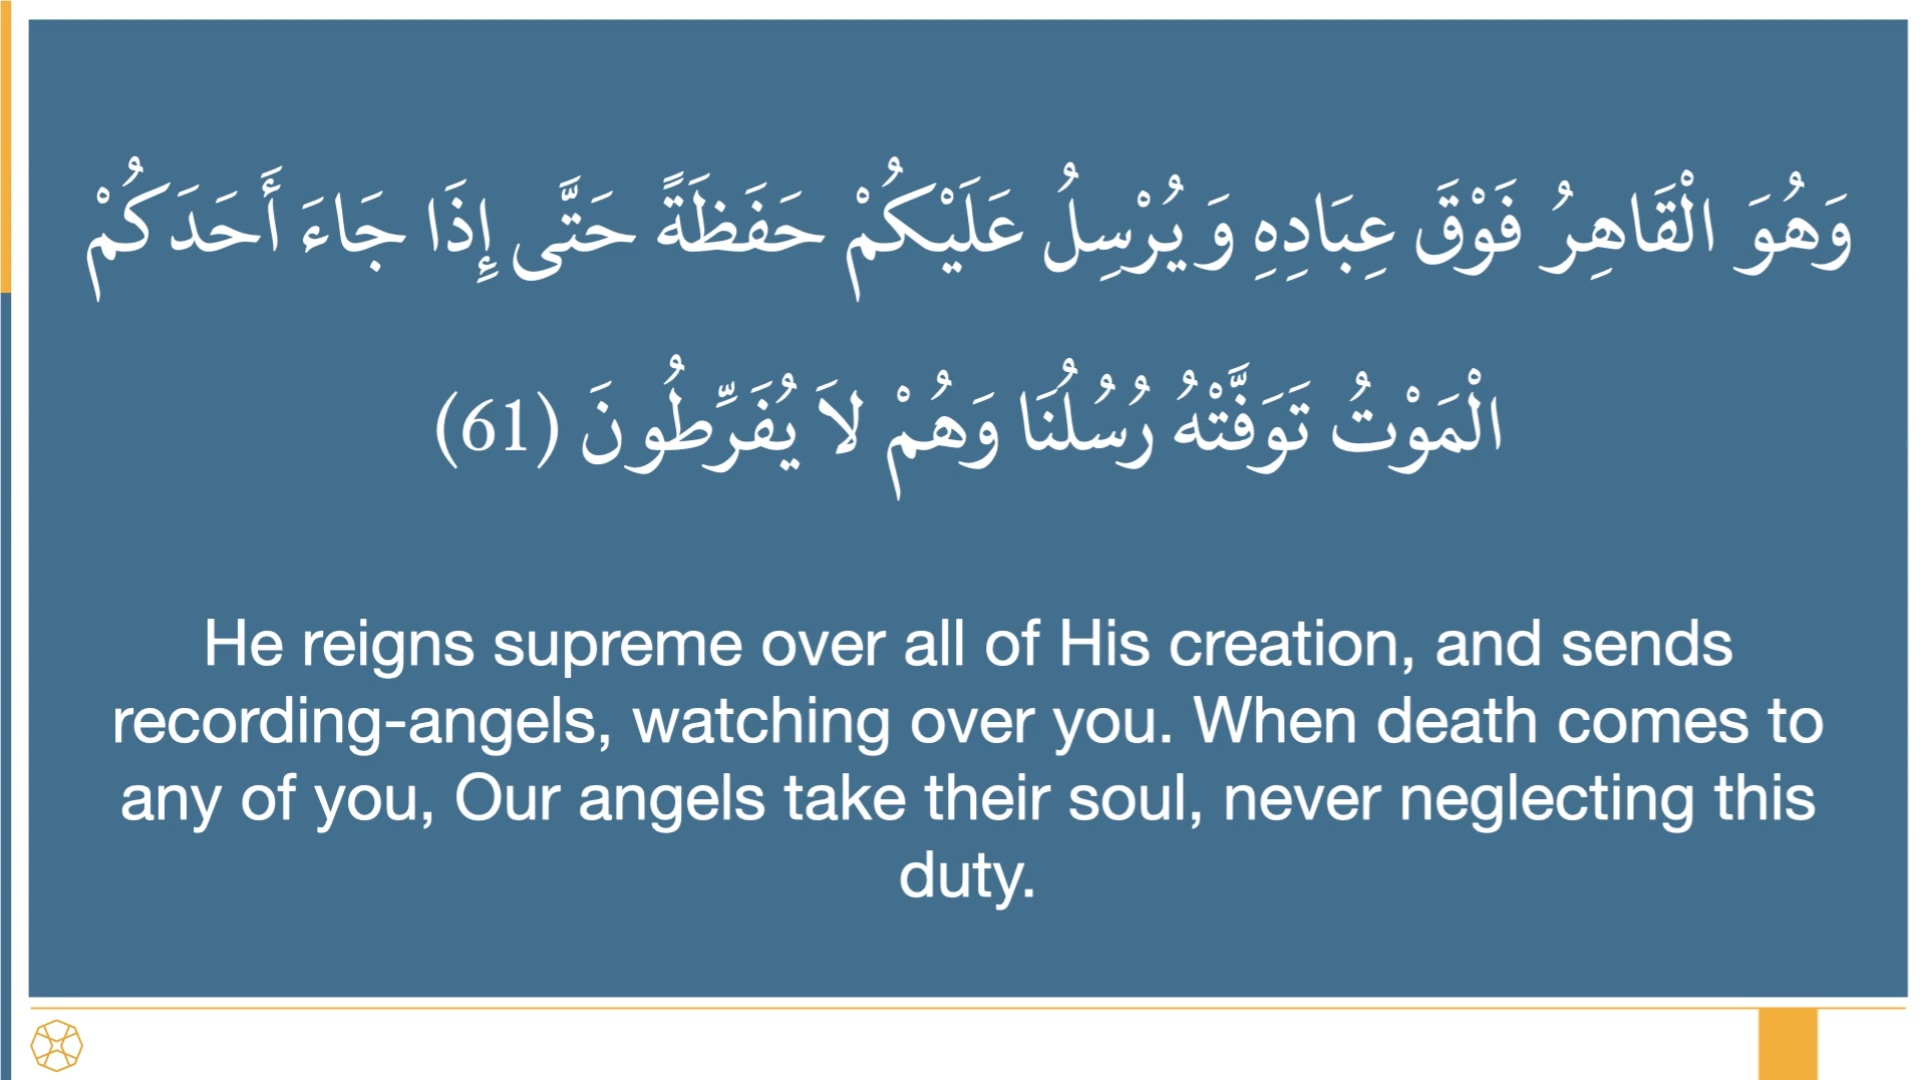 وَهُوَ الْقَاهِرُ فَوْقَ عِبَادِهِ وَ يُرْسِلُ عَلَيْكُمْ حَفَظَةً حَتَّى إِذَا جَاءَ أَحَدَكُمْ
الْمَوْتُ تَوَفَّتْهُ رُسُلُنَا وَهُمْ لاَ يُفَرِّطُونَ (61)
He reigns supreme over all of His creation, and sends
recording-angels, watching over you. When death comes to
any of you, Our angels take their soul, never neglecting this
duty.